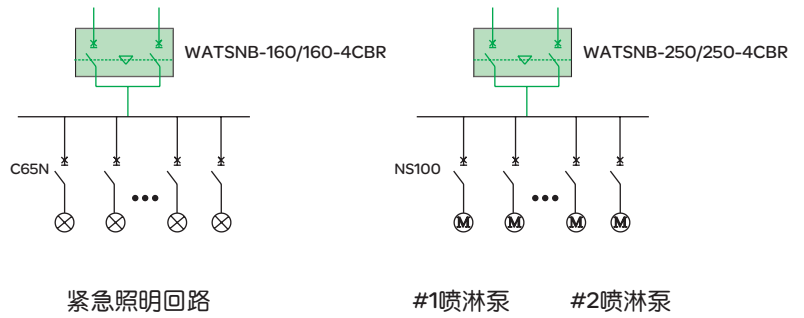 WATSNB-160/160-4CBR
WATSNB-250/250-4CBR
C65N
NS100
M M M M
紧急照明回路
#1喷淋泵 #2喷淋泵